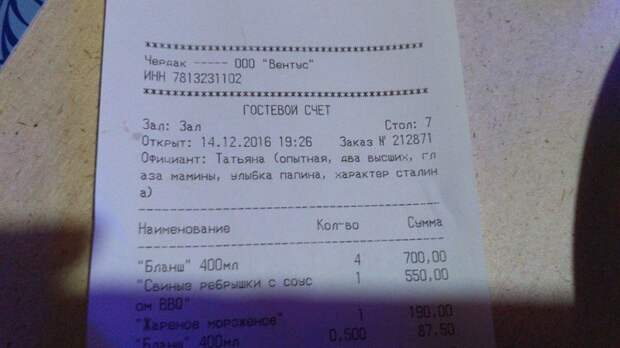 ********************************
Чердак ----- ООО "Вентус"
ИНН 7813231102
********************************
ГОСТЕВОЙ СЧЕТ
Зал: Зал Стол: 7
Открыт: 14.12.2016 19:26 Заказ № 212871
Официант: Татьяна (опытная, два высших, гл
аза мамины, улыбка папина, характер сталин
а)
Наименование Кол-во Сумма
"Бланш" 400мл 4 700,00
"Свиные ребрышки с соус 1 550,00
ом BBQ"
"Жареное мороженое" 1 190,00
"Бланш" 400мл 0,500 87,50